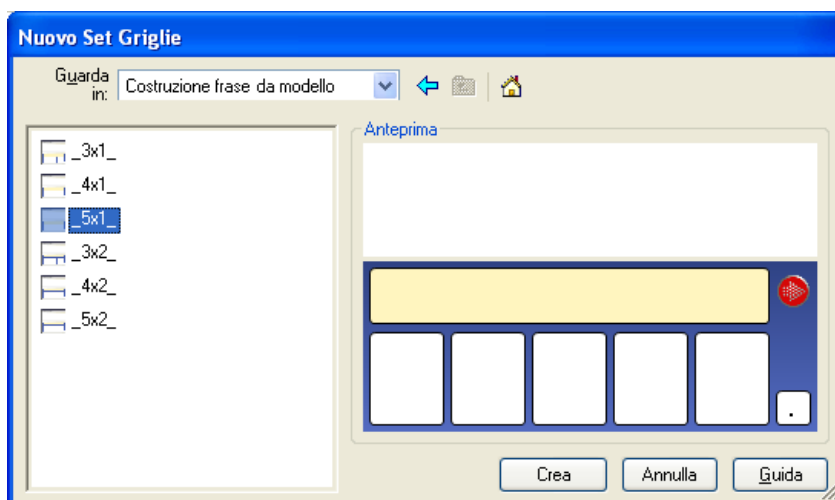 Nuovo Set Griglie
Guarda in:
Costruzione frase da modello
_3x1_
_4x1_
_5x1_
_3x2_
_4x2_
_5x2_
Anteprima
.
Crea
Annulla
Guida